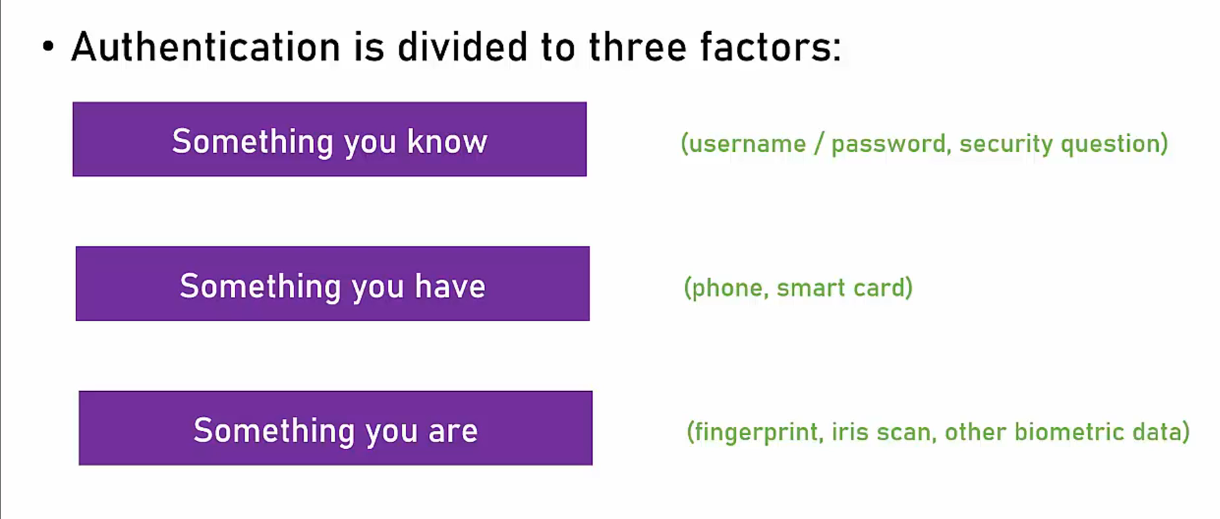 • Authentication is divided to three factors:
Something you know (username / password, security question)
Something you have (phone, smart card)
Something you are (fingerprint, iris scan, other biometric data)